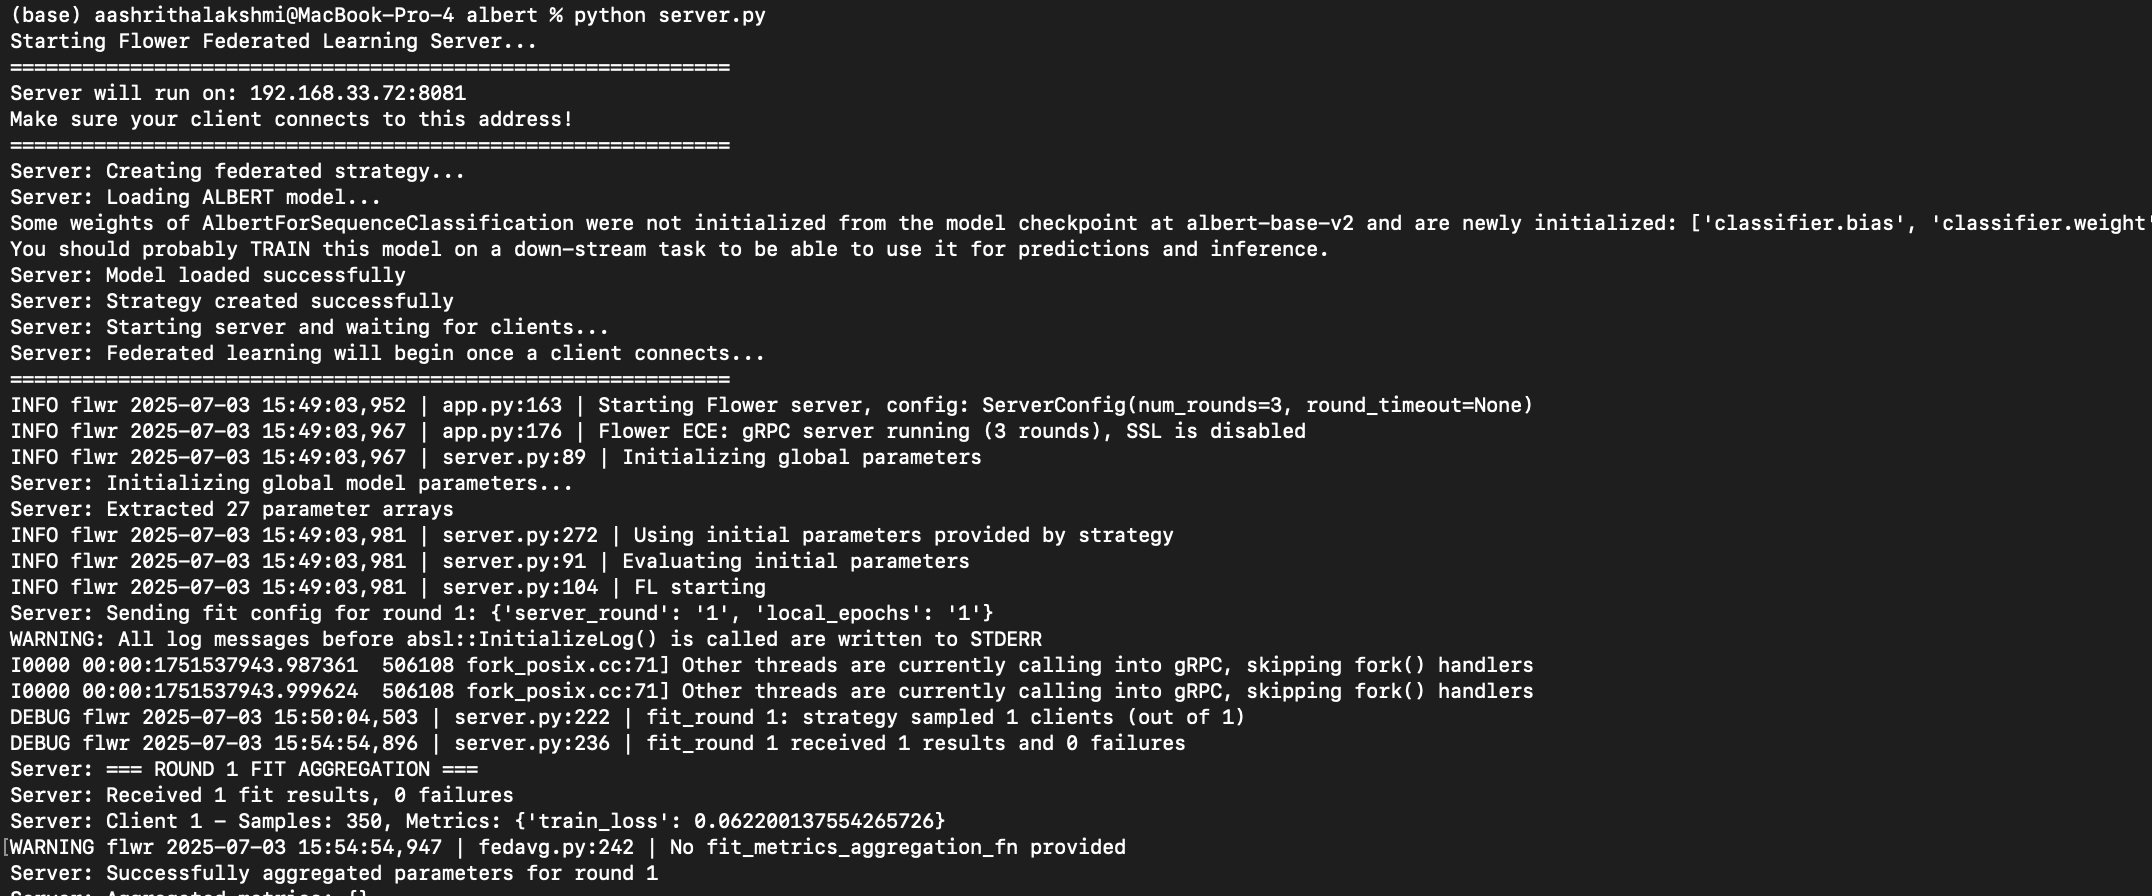 (base) aashrithalakshmi@MacBook-Pro-4 albert % python server.py
Starting Flower Federated Learning Server...
============================================================
Server will run on: 192.168.33.72:8081
Make sure your client connects to this address!
============================================================
Server: Creating federated strategy...
Server: Loading ALBERT model...
Some weights of AlbertForSequenceClassification were not initialized from the model checkpoint at albert-base-v2 and are newly initialized: ['classifier.bias', 'classifier.weight'
You should probably TRAIN this model on a down-stream task to be able to use it for predictions and inference.
Server: Model loaded successfully
Server: Strategy created successfully
Server: Starting server and waiting for clients...
Server: Federated learning will begin once a client connects...
============================================================
INFO flwr 2025-07-03 15:49:03,952 | app.py:163 | Starting Flower server, config: ServerConfig(num_rounds=3, round_timeout=None)
INFO flwr 2025-07-03 15:49:03,967 | app.py:176 | Flower ECE: gRPC server running (3 rounds), SSL is disabled
INFO flwr 2025-07-03 15:49:03,967 | server.py:89 | Initializing global parameters
Server: Initializing global model parameters...
Server: Extracted 27 parameter arrays
INFO flwr 2025-07-03 15:49:03,981 | server.py:272 | Using initial parameters provided by strategy
INFO flwr 2025-07-03 15:49:03,981 | server.py:91 | Evaluating initial parameters
INFO flwr 2025-07-03 15:49:03,981 | server.py:104 | FL starting
Server: Sending fit config for round 1: {'server_round': '1', 'local_epochs': '1'}
WARNING: All log messages before absl::InitializeLog() is called are written to STDERR
I0000 00:00:1751537943.987361  506108 fork_posix.cc:71] Other threads are currently calling into gRPC, skipping fork() handlers
I0000 00:00:1751537943.999624  506108 fork_posix.cc:71] Other threads are currently calling into gRPC, skipping fork() handlers
DEBUG flwr 2025-07-03 15:50:04,503 | server.py:222 | fit_round 1: strategy sampled 1 clients (out of 1)
DEBUG flwr 2025-07-03 15:54:54,896 | server.py:236 | fit_round 1 received 1 results and 0 failures
Server: === ROUND 1 FIT AGGREGATION ===
Server: Received 1 fit results, 0 failures
Server: Client 1 - Samples: 350, Metrics: {'train_loss': 0.062200137554265726}
[WARNING flwr 2025-07-03 15:54:54,947 | fedavg.py:242 | No fit_metrics_aggregation_fn provided
Server: Successfully aggregated parameters for round 1
Server: Aggregated metrics: {}